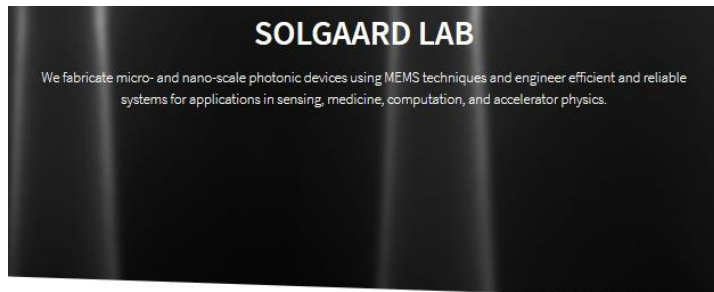 SOLGAARD LAB
We fabricate micro- and nano-scale photonic devices using MEMS techniques and engineer efficient and reliable
systems for applications in sensing, medicine, computation, and accelerator physics.